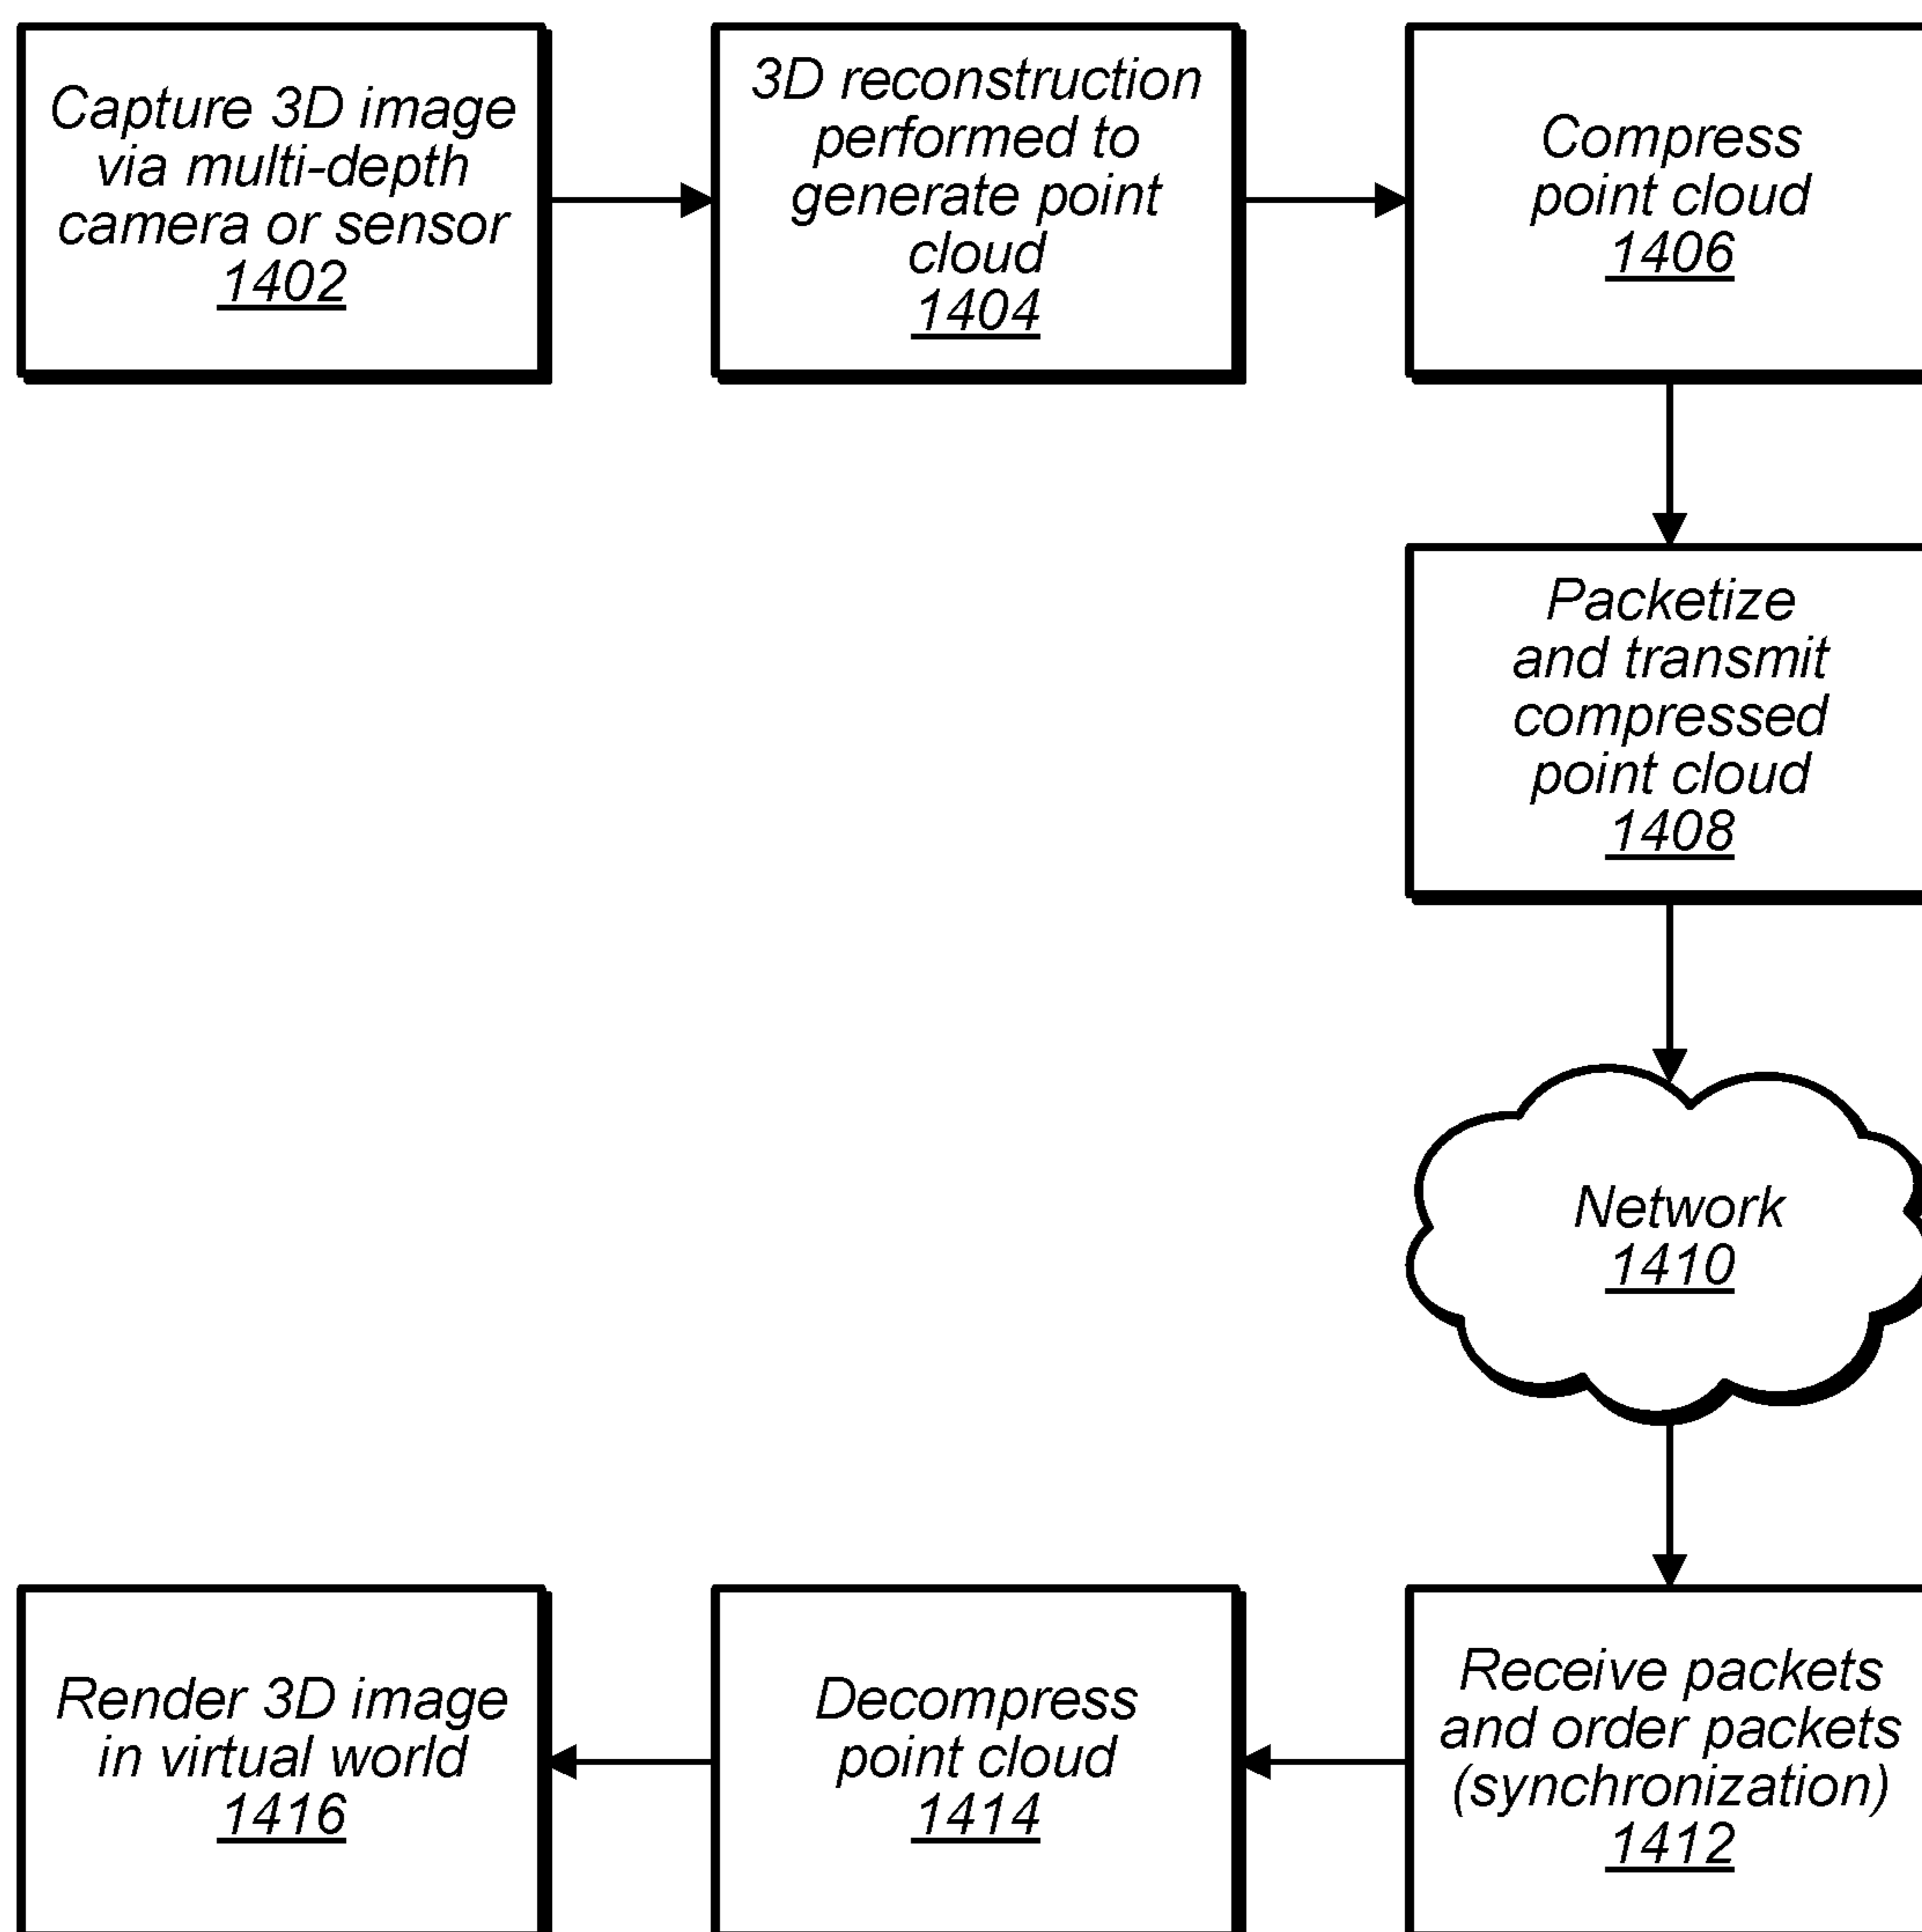 Capture 3D image
via multi-depth
camera or sensor
1402
3D reconstruction
performed to
generate point
cloud
1404
Compress
point cloud
1406
Packetize
and transmit
compressed
point cloud
1408
Network
1410
Receive packets
and order packets
(synchronization)
1412
Decompress
point cloud
1414
Render 3D image
in virtual world
1416